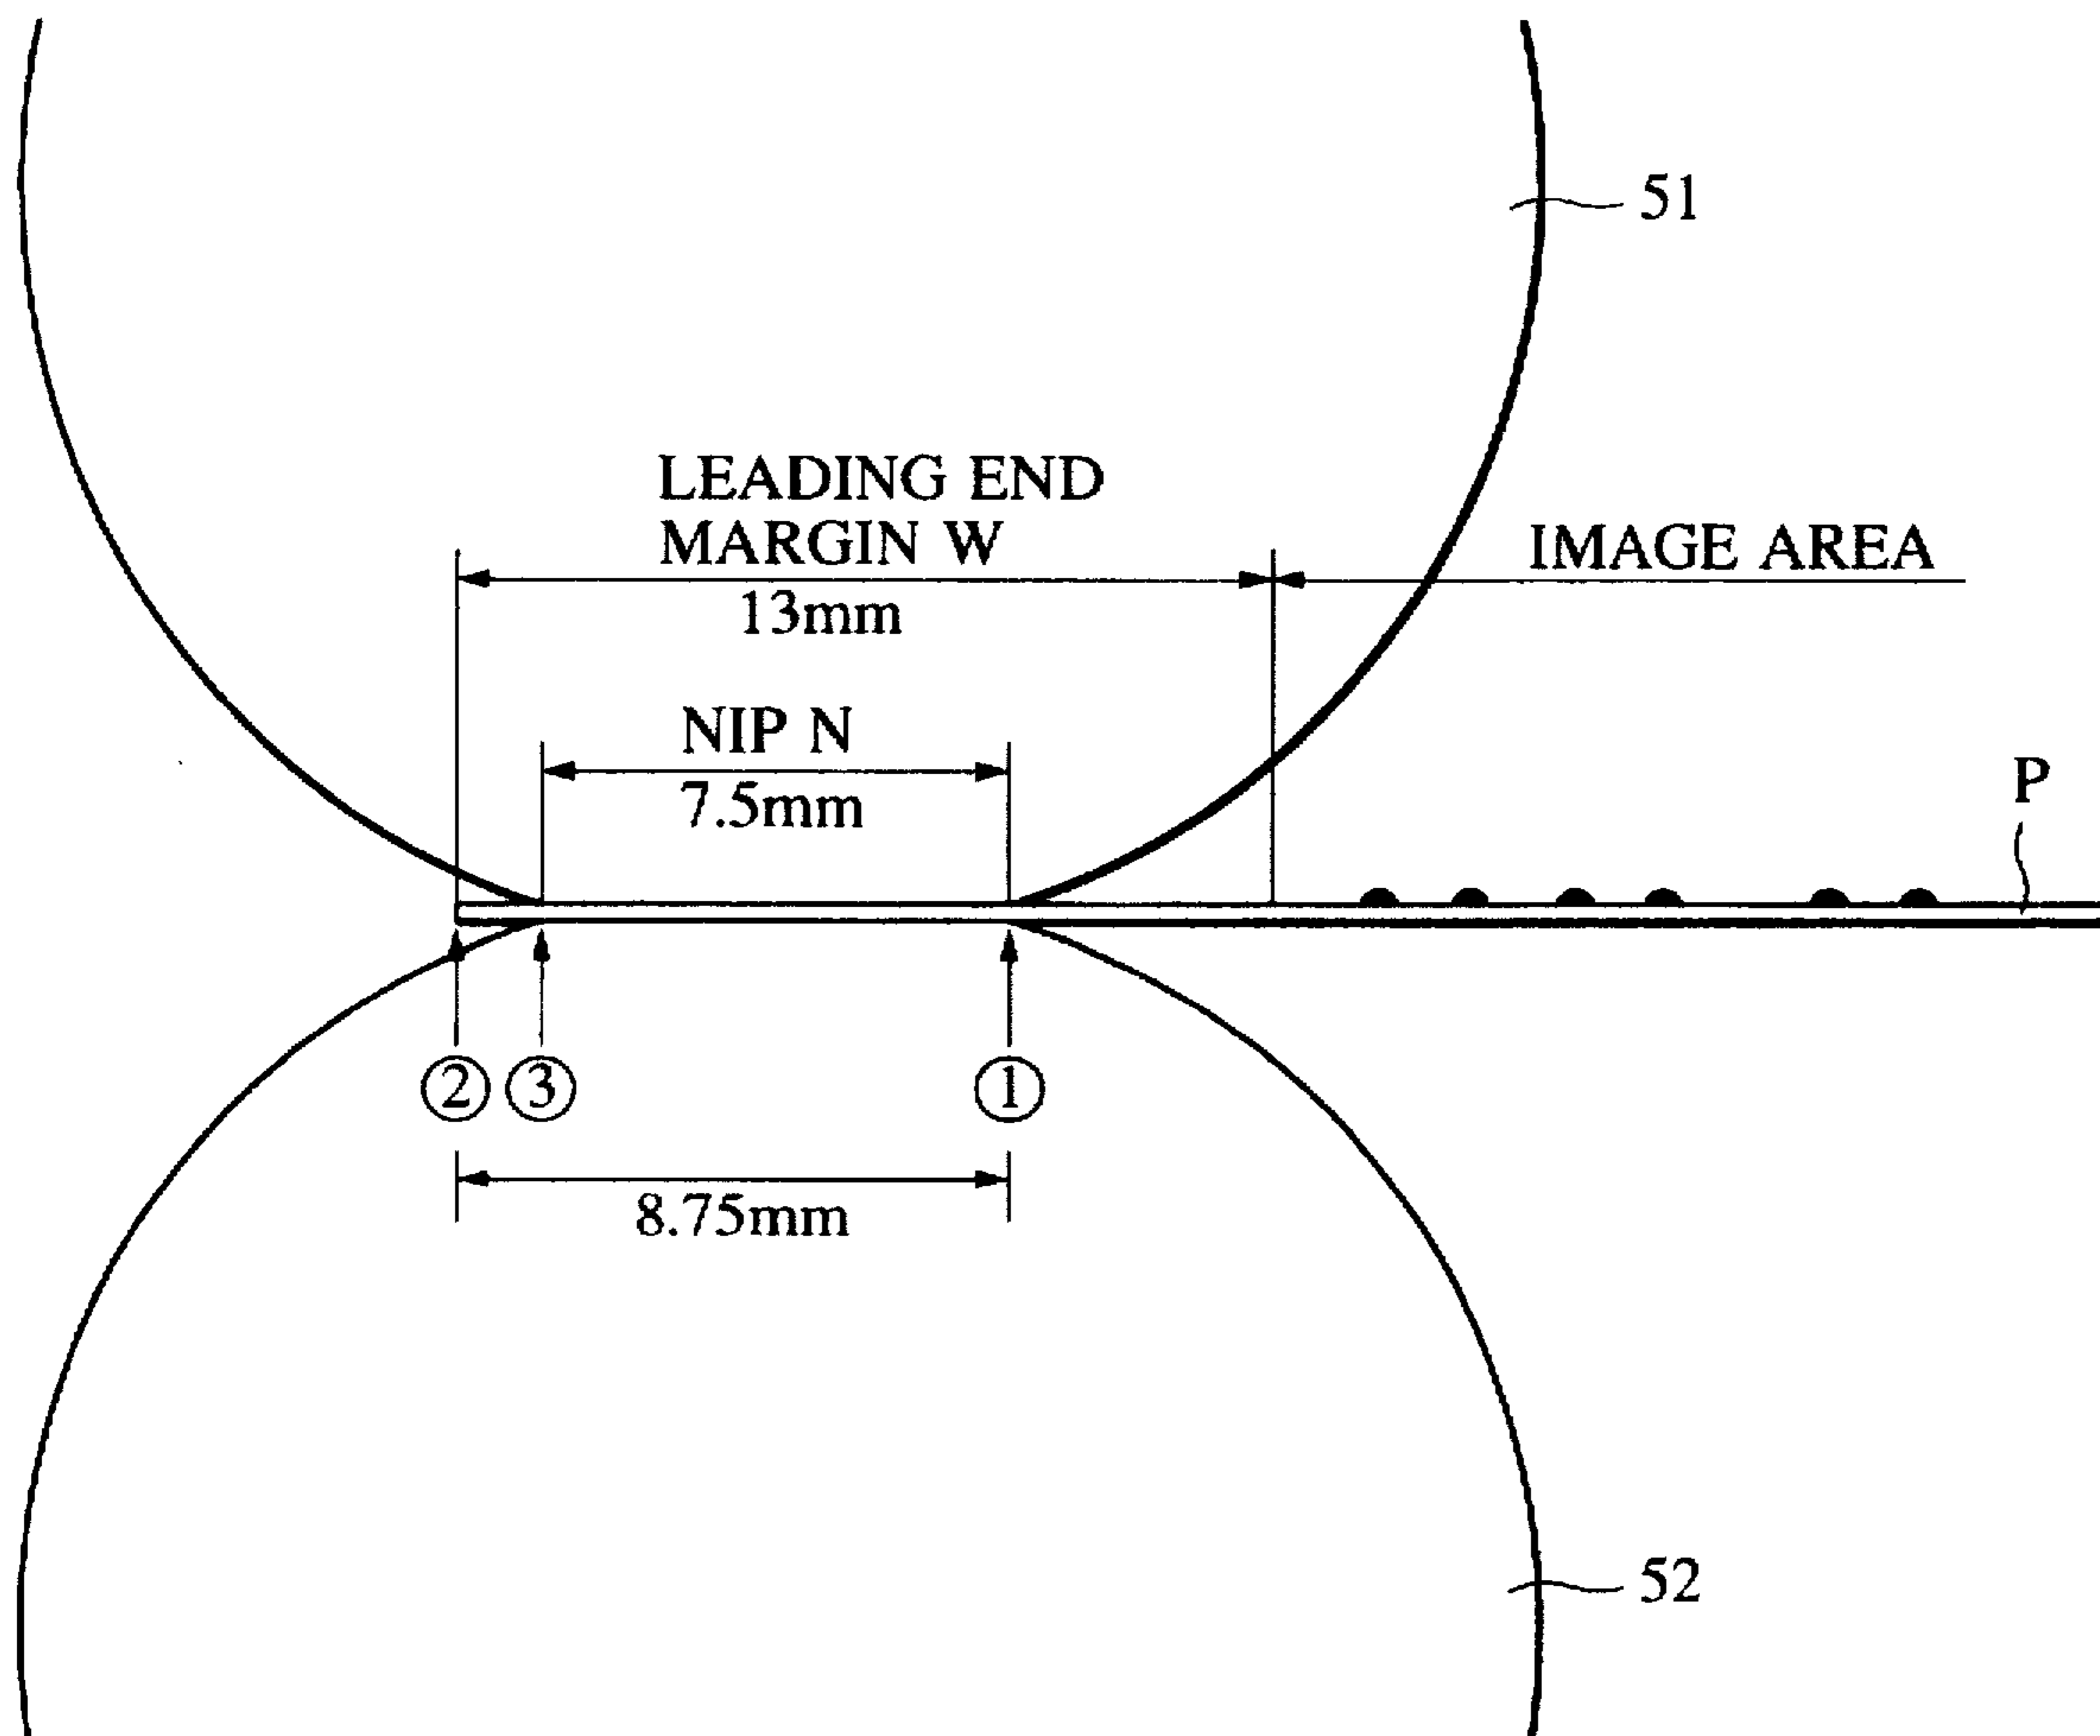 51
LEADING END
MARGIN W
IMAGE AREA
13mm
NIP N
7.5mm
P
② ③ ①
8.75mm
52